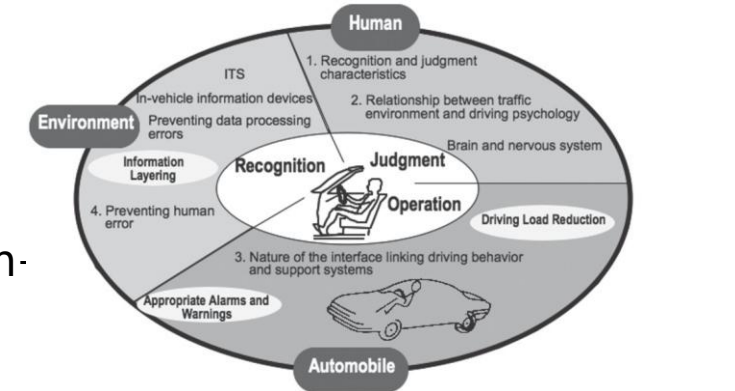 Human
1. Recognition and judgment
characteristics
2. Relationship between traffic
environment and driving psychology
Brain and nervous system
ITS
In-vehicle information devices
Preventing data processing
errors
Environment
Information
Layering
4. Preventing human
error
Recognition
Judgment
Operation
Driving Load Reduction
3. Nature of the interface linking driving behavior
and support systems
Appropriate Alarms and
Warnings
Automobile
n-